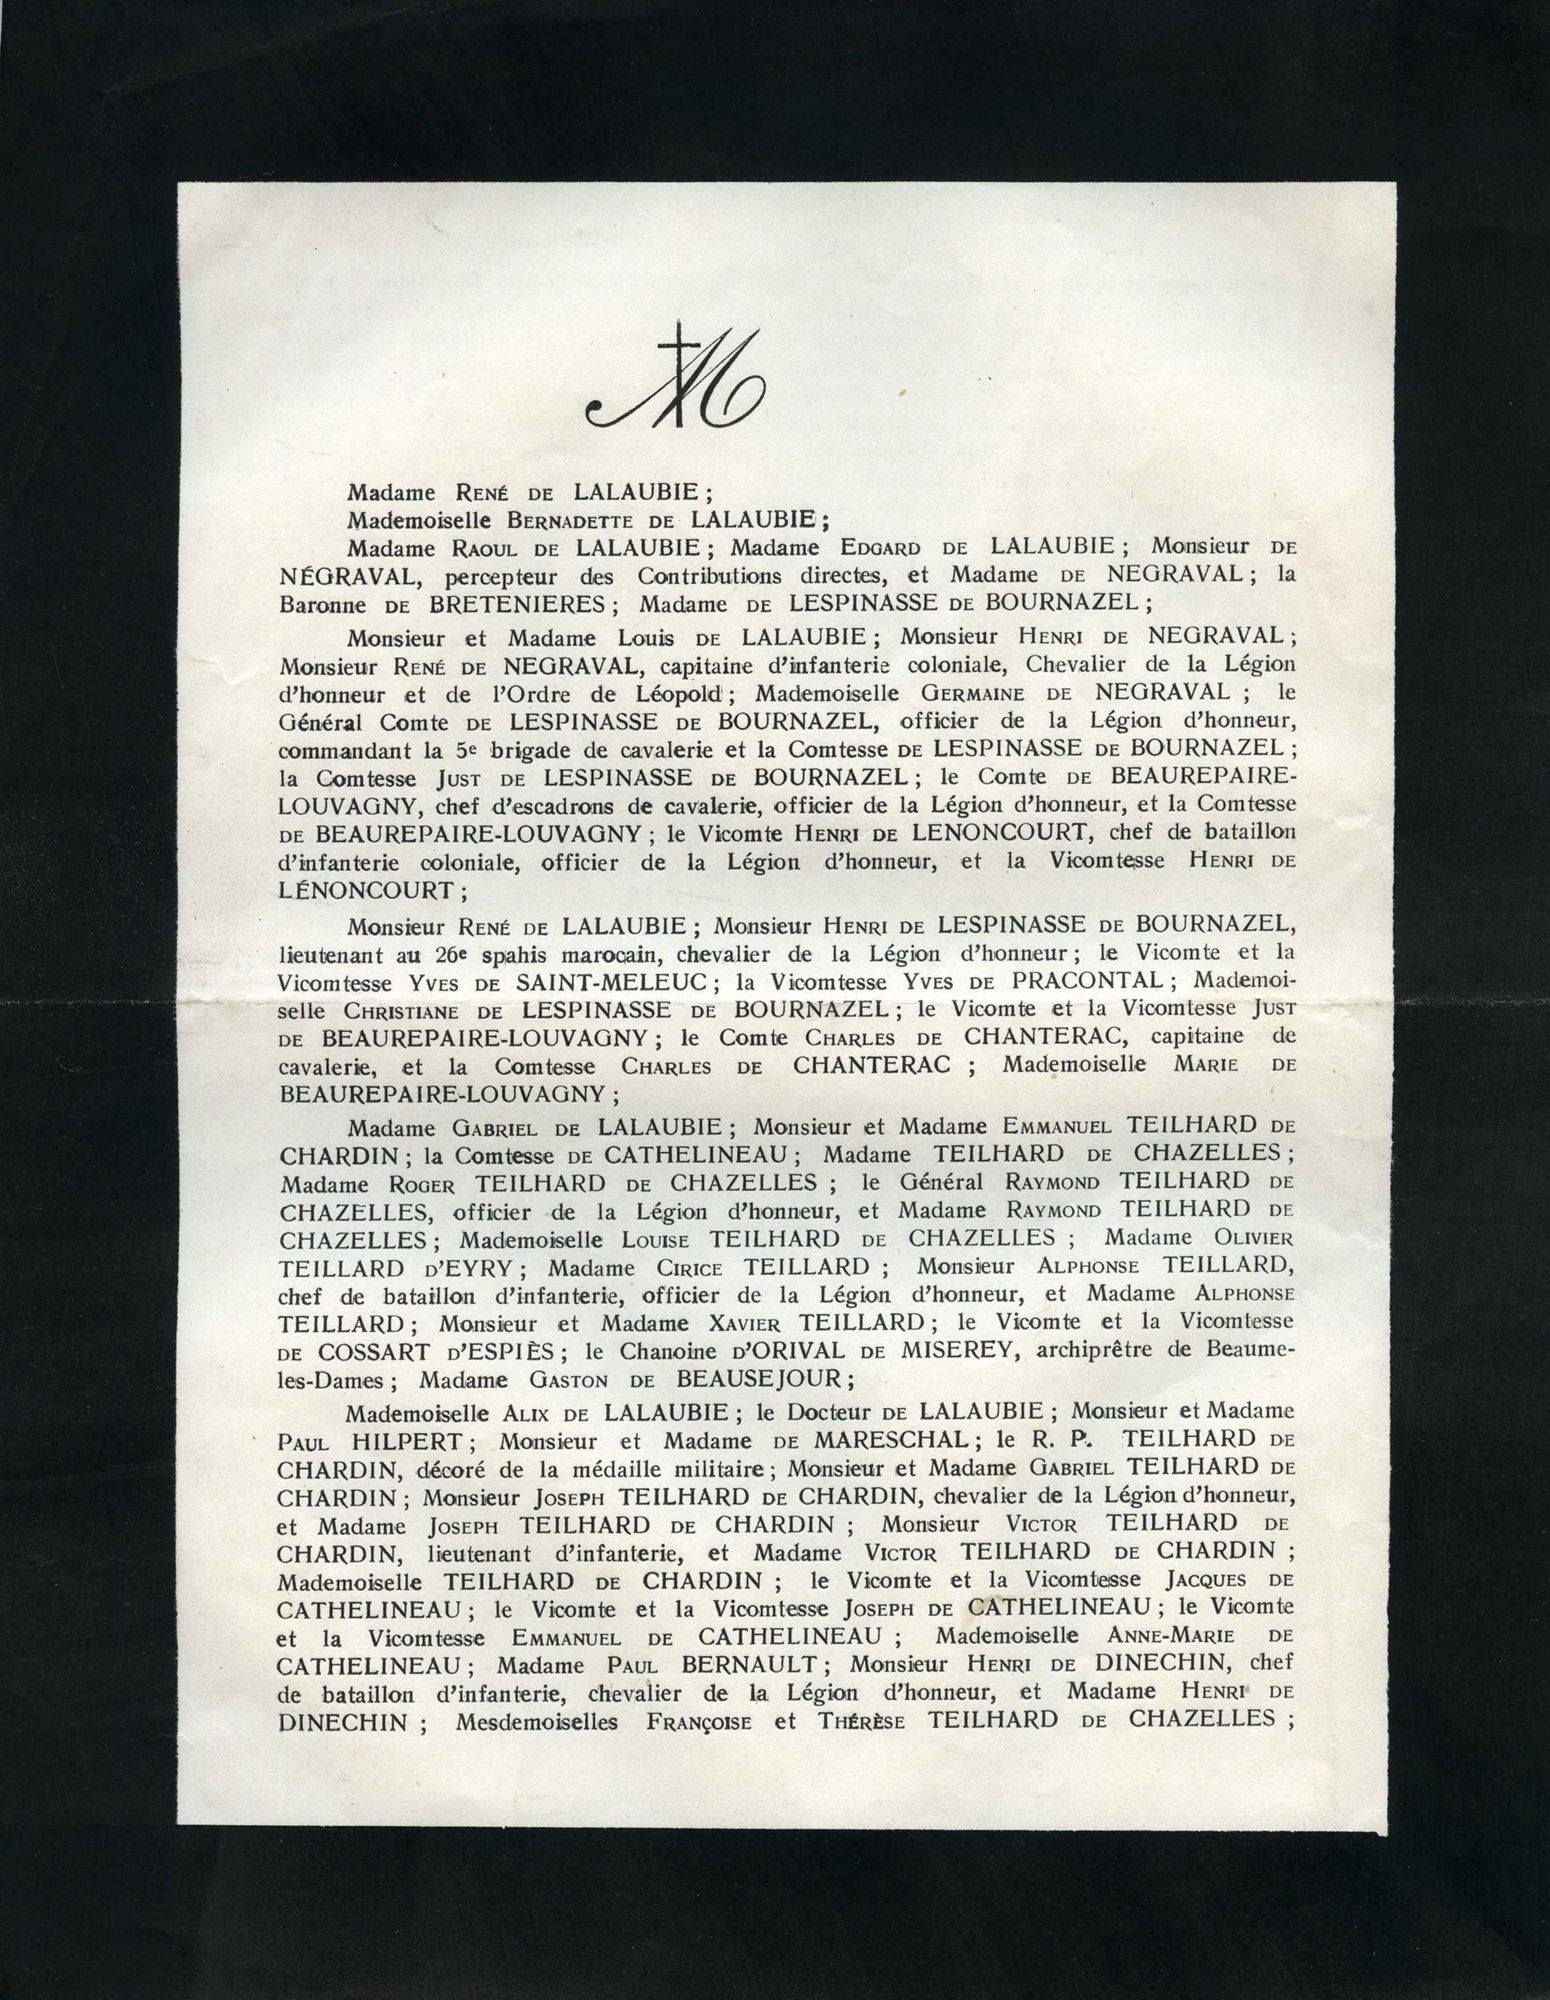 M
Madame RENÉ DE LALAUBIE ;
Mademoiselle BERNADETTE DE LALAUBIE ;
Madame RAOUL DE LALAUBIE ; Madame EDGARD DE LALAUBIE ; Monsieur DE
NÉGRAVAL, percepteur des Contributions directes, et Madame DE NEGRAVAL ; la
Baronne DE BRETENIERES ; Madame DE LESPINASSE DE BOURNAZEL ;
Monsieur et Madame LOUIS DE LALAUBIE ; Monsieur HENRI DE NEGRAVAL ;
Monsieur RENÉ DE NEGRAVAL, capitaine d'infanterie coloniale, Chevalier de la Légion
d'honneur et de l'Ordre de Léopold ; Mademoiselle GERMAINE DE NEGRAVAL ; le
Général Comte DE LESPINASSE DE BOURNAZEL, officier de la Légion d'honneur,
commandant la 5e brigade de cavalerie et la Comtesse DE LESPINASSE DE BOURNAZEL ;
la Comtesse JUST DE LESPINASSE DE BOURNAZEL ; le Comte DE BEAUREPAIRE-
LOUVAGNY, chef d'escadrons de cavalerie, officier de la Légion d'honneur, et la Comtesse
DE BEAUREPAIRE-LOUVAGNY ; le Vicomte HENRI DE LENONCOURT, chef de bataillon
d'infanterie coloniale, officier de la Légion d'honneur, et la Vicomtesse HENRI DE
LÉNONCOURT ;
Monsieur RENÉ DE LALAUBIE ; Monsieur HENRI DE LESPINASSE DE BOURNAZEL,
lieutenant au 26e spahis marocain, chevalier de la Légion d'honneur ; le Vicomte et la
Vicomtesse YVES DE SAINT-MELEUC ; la Vicomtesse YVES DE PRACONTAL ; Mademoi-
selle CHRISTIANE DE LESPINASSE DE BOURNAZEL ; le Vicomte et la Vicomtesse JUST
DE BEAUREPAIRE-LOUVAGNY ; le Comte CHARLES DE CHANTERAC, capitaine de
cavalerie, et la Comtesse CHARLES DE CHANTERAC ; Mademoiselle MARIE DE
BEAUREPAIRE-LOUVAGNY ;
Madame GABRIEL DE LALAUBIE ; Monsieur et Madame EMMANUEL TEILHARD DE
CHARDIN ; la Comtesse DE CATHELINEAU ; Madame TEILHARD DE CHAZELLES ;
Madame ROGER TEILHARD DE CHAZELLES ; le Général RAYMOND TEILHARD DE
CHAZELLES, officier de la Légion d'honneur, et Madame RAYMOND TEILHARD DE
CHAZELLES ; Mademoiselle LOUISE TEILHARD DE CHAZELLES ; Madame OLIVIER
TEILLARD D'EYRY ; Madame CIRICE TEILLARD ; Monsieur ALPHONSE TEILLARD,
chef de bataillon d'infanterie, officier de la Légion d'honneur, et Madame ALPHONSE
TEILLARD ; Monsieur et Madame XAVIER TEILLARD ; le Vicomte et la Vicomtesse
DE COSSART D'ESPIÈS ; le Chanoine D'ORIVAL DE MISEREY, archiprêtre de Beaume-
les-Dames ; Madame GASTON DE BEAUSEJOUR ;
Mademoiselle ALIX DE LALAUBIE ; le Docteur DE LALAUBIE ; Monsieur et Madame
PAUL HILPERT ; Monsieur et Madame DE MARESCHAL ; le R. P. TEILHARD DE
CHARDIN, décoré de la médaille militaire ; Monsieur et Madame GABRIEL TEILHARD DE
CHARDIN ; Monsieur JOSEPH TEILHARD DE CHARDIN, chevalier de la Légion d'honneur,
et Madame JOSEPH TEILHARD DE CHARDIN ; Monsieur VICTOR TEILHARD DE
CHARDIN, lieutenant d'infanterie, et Madame VICTOR TEILHARD DE CHARDIN ;
Mademoiselle TEILHARD DE CHARDIN ; le Vicomte et la Vicomtesse JACQUES DE
CATHELINEAU ; le Vicomte et la Vicomtesse JOSEPH DE CATHELINEAU ; le Vicomte
et la Vicomtesse EMMANUEL DE CATHELINEAU ; Mademoiselle ANNE-MARIE DE
CATHELINEAU ; Madame PAUL BERNAULT ; Monsieur HENRI DE DINECHIN, chef
de bataillon d'infanterie, chevalier de la Légion d'honneur, et Madame HENRI DE
DINECHIN ; Mesdemoiselles FRANÇOISE et THÉRÈSE TEILHARD DE CHAZELLES ;